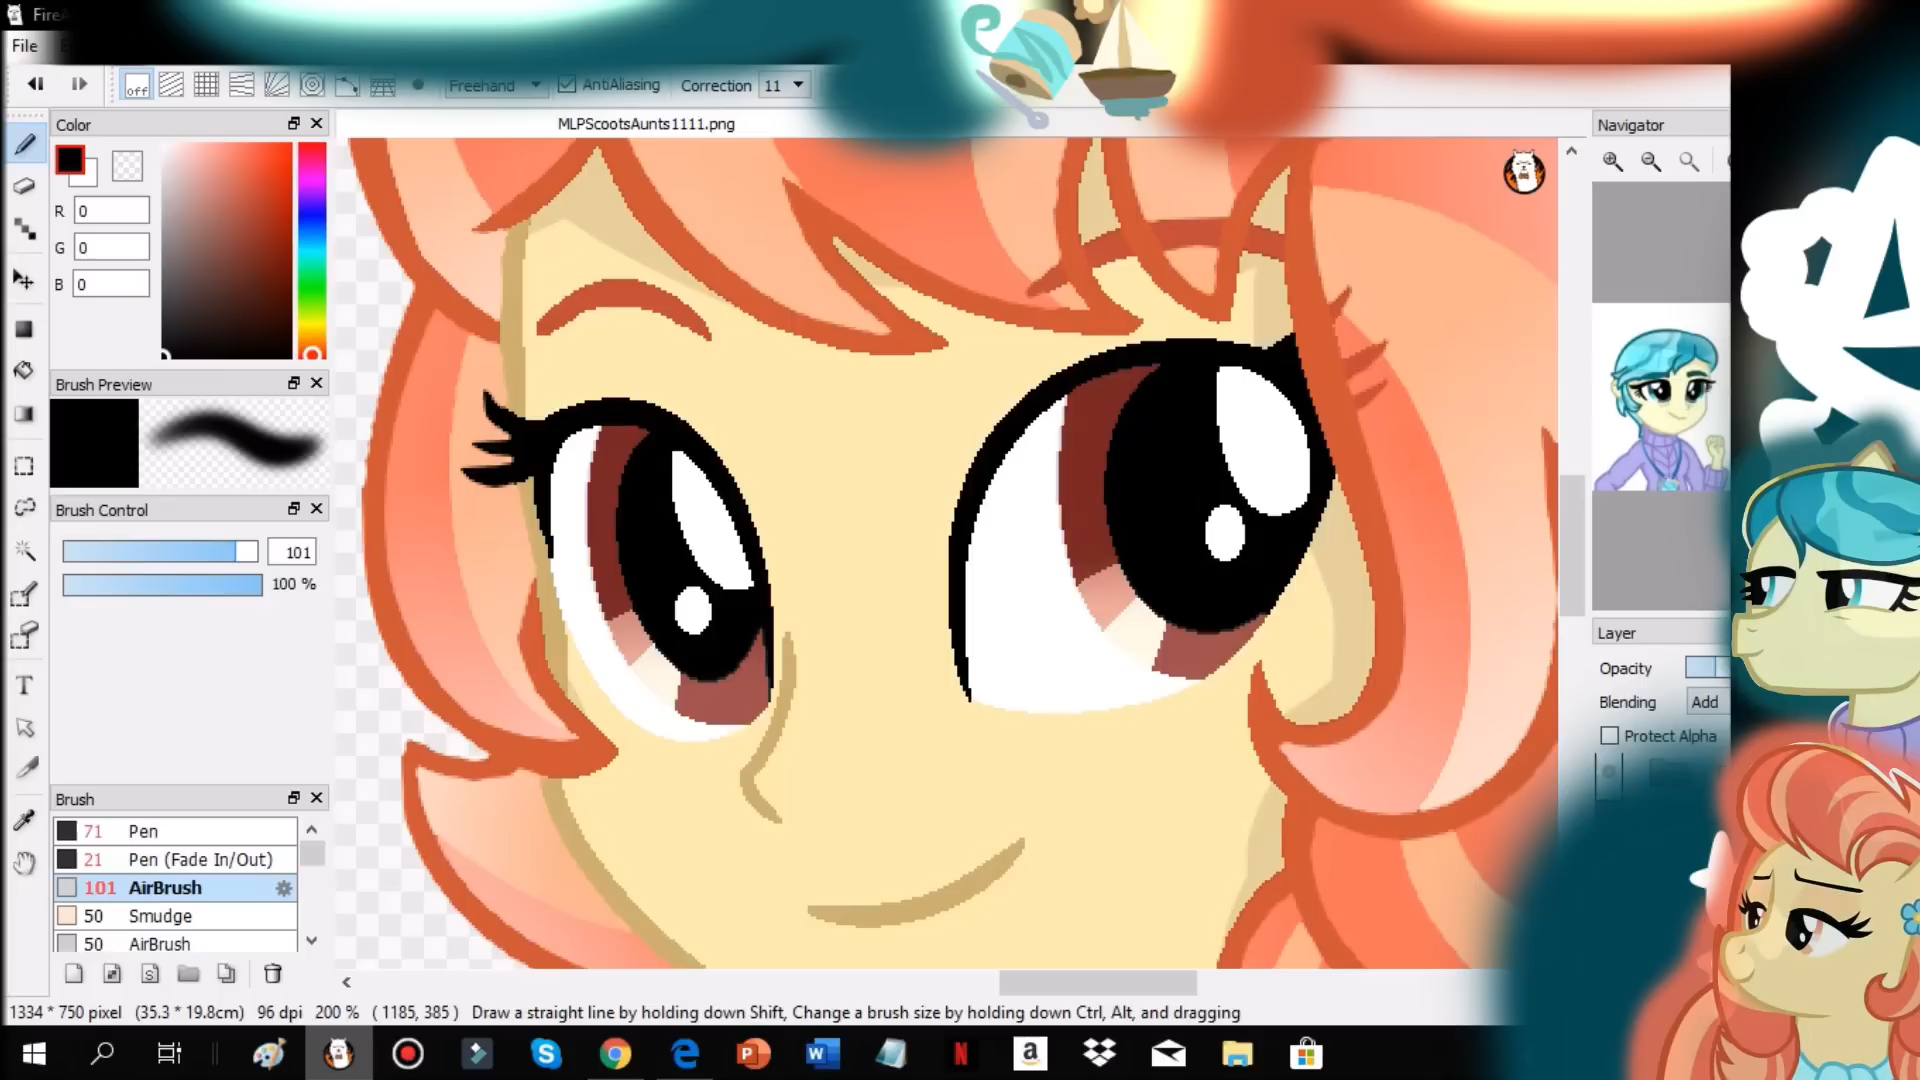 FireA
File
off
Freehand
AntiAliasing
Correction
11
MLPScootsAunts1111.png
Color
R
0
G
0
B
0
Brush Preview
Brush Control
101
100 %
Brush
71 Pen
21 Pen (Fade In/Out)
101 AirBrush
50 Smudge
50 AirBrush
Navigator
Layer
Opacity
Blending
Add
Protect Alpha
1334 * 750 pixel (35.3 * 19.8cm) 96 dpi 200 % ( 1185, 385 ) Draw a straight line by holding down Shift, Change a brush size by holding down Ctrl, Alt, and dragging